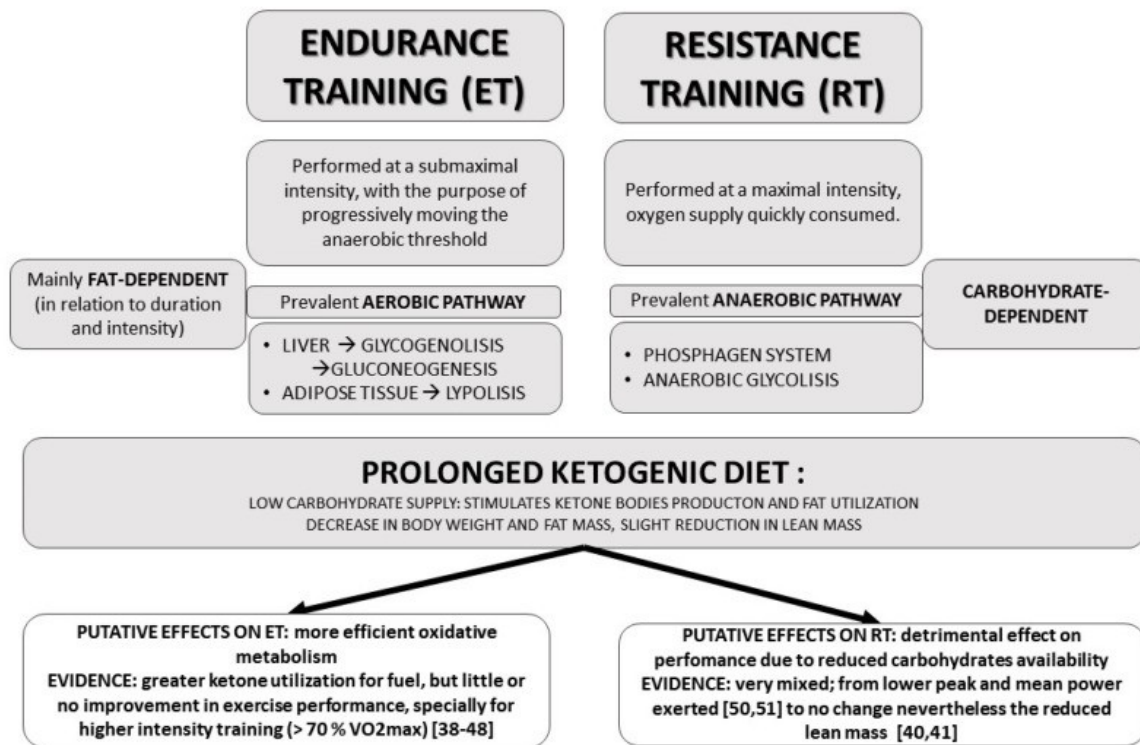 ENDURANCE
TRAINING (ET)
RESISTANCE
TRAINING (RT)
Performed at a submaximal
intensity, with the purpose of
progressively moving the
anaerobic threshold
Performed at a maximal intensity,
oxygen supply quickly consumed.
Mainly FAT-DEPENDENT
(in relation to duration
and intensity)
Prevalent AEROBIC PATHWAY
Prevalent ANAEROBIC PATHWAY
CARBOHYDRATE-
DEPENDENT
• LIVER → GLYCOGENOLISIS
→GLUCONEOGENESIS
• ADIPOSE TISSUE → LYPOLISIS
• PHOSPHAGEN SYSTEM
• ANAEROBIC GLYCOLISIS
PROLONGED KETOGENIC DIET :
LOW CARBOHYDRATE SUPPLY: STIMULATES KETONE BODIES PRODUCTON AND FAT UTILIZATION
DECREASE IN BODY WEIGHT AND FAT MASS, SLIGHT REDUCTION IN LEAN MASS
PUTATIVE EFFECTS ON ET: more efficient oxidative
metabolism
EVIDENCE: greater ketone utilization for fuel, but little or
no improvement in exercise performance, specially for
higher intensity training (> 70 % VO2max) [38-48]
PUTATIVE EFFECTS ON RT: detrimental effect on
perfomance due to reduced carbohydrates availability
EVIDENCE: very mixed; from lower peak and mean power
exerted [50,51] to no change nevertheless the reduced
lean mass [40,41]